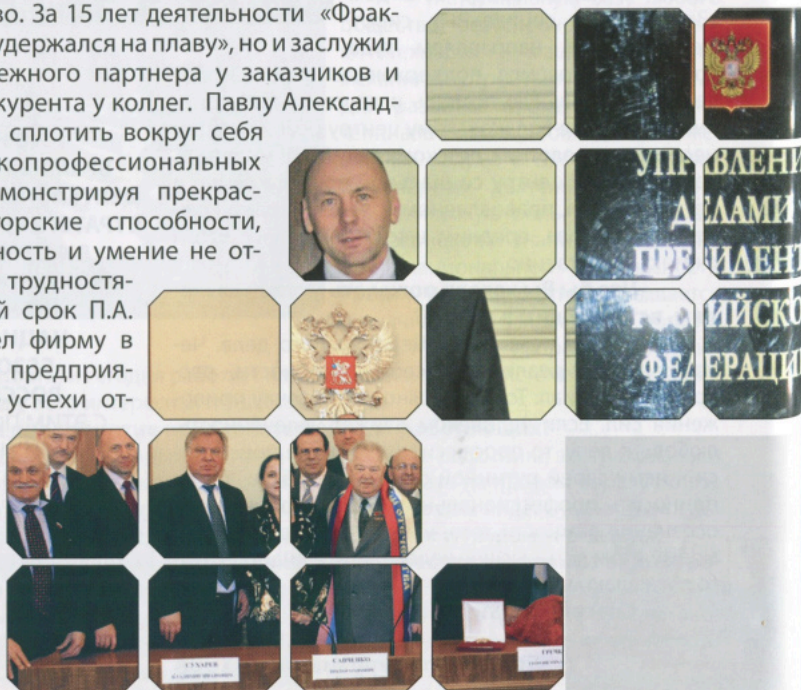 во. За 15 лет деятельности «Фрак-
удержался на плаву», но и заслужил
ежного партнера у заказчиков и
курента у коллег. Павлу Александ-
сплотить вокруг себя
копрофессиональных
монстрируя прекрас-
орские способности,
ность и умение не от-
трудностя-
й срок П.А.
ел фирму в
предприя-
успехи от-
УПРАВЛЕНИ
ДЕЛАМИ
ПРЕЗИДЕНТ
РОССИЙСКО
ФЕДЕРАЦИ
СУХАРЕВ
САВЧЕНКО
ГРЕЧК